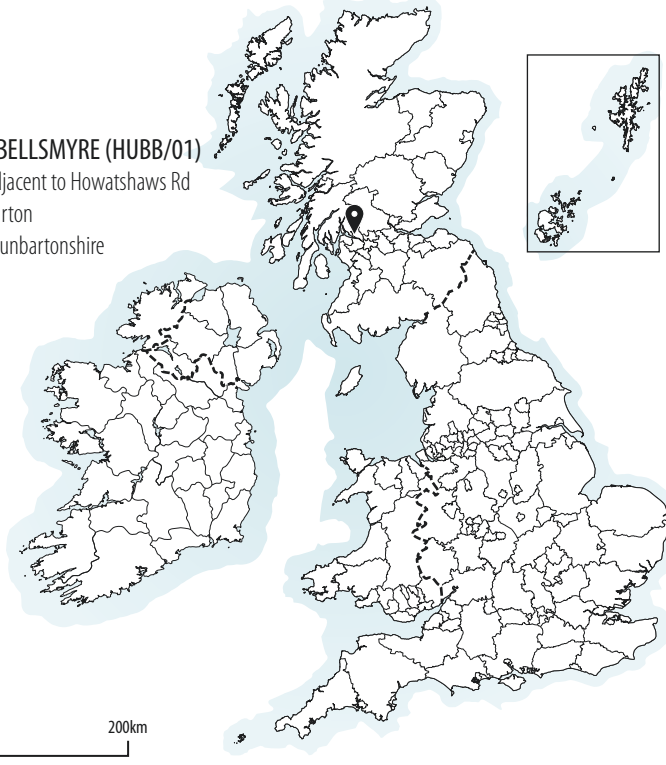 BELLSMYRE (HUBB/01)
djacent to Howatshaws Rd
rton
unbartonshire
200km